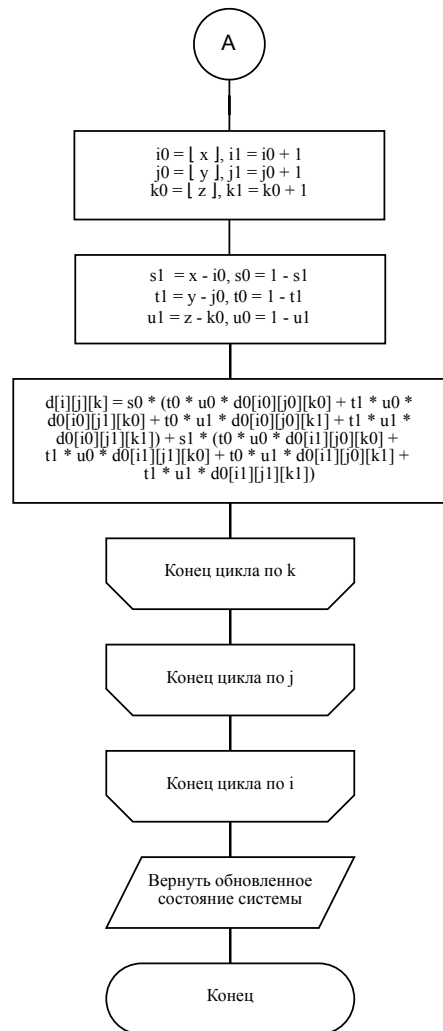 A
i0 = ⌊ x ⌋, i1 = i0 + 1
j0 = ⌊ y ⌋, j1 = j0 + 1
k0 = ⌊ z ⌋, k1 = k0 + 1
s1 = x - i0, s0 = 1 - s1
t1 = y - j0, t0 = 1 - t1
u1 = z - k0, u0 = 1 - u1
d[i][j][k] = s0 * (t0 * u0 * d0[i0][j0][k0] + t1 * u0 *
d0[i0][j1][k0] + t0 * u1 * d0[i0][j0][k1] + t1 * u1 *
d0[i0][j1][k1]) + s1 * (t0 * u0 * d0[i1][j0][k0] +
t1 * u0 * d0[i1][j1][k0] + t0 * u1 * d0[i1][j0][k1] +
t1 * u1 * d0[i1][j1][k1])
Конец цикла по k
Конец цикла по j
Конец цикла по i
Вернуть обновленное
состояние системы
Конец